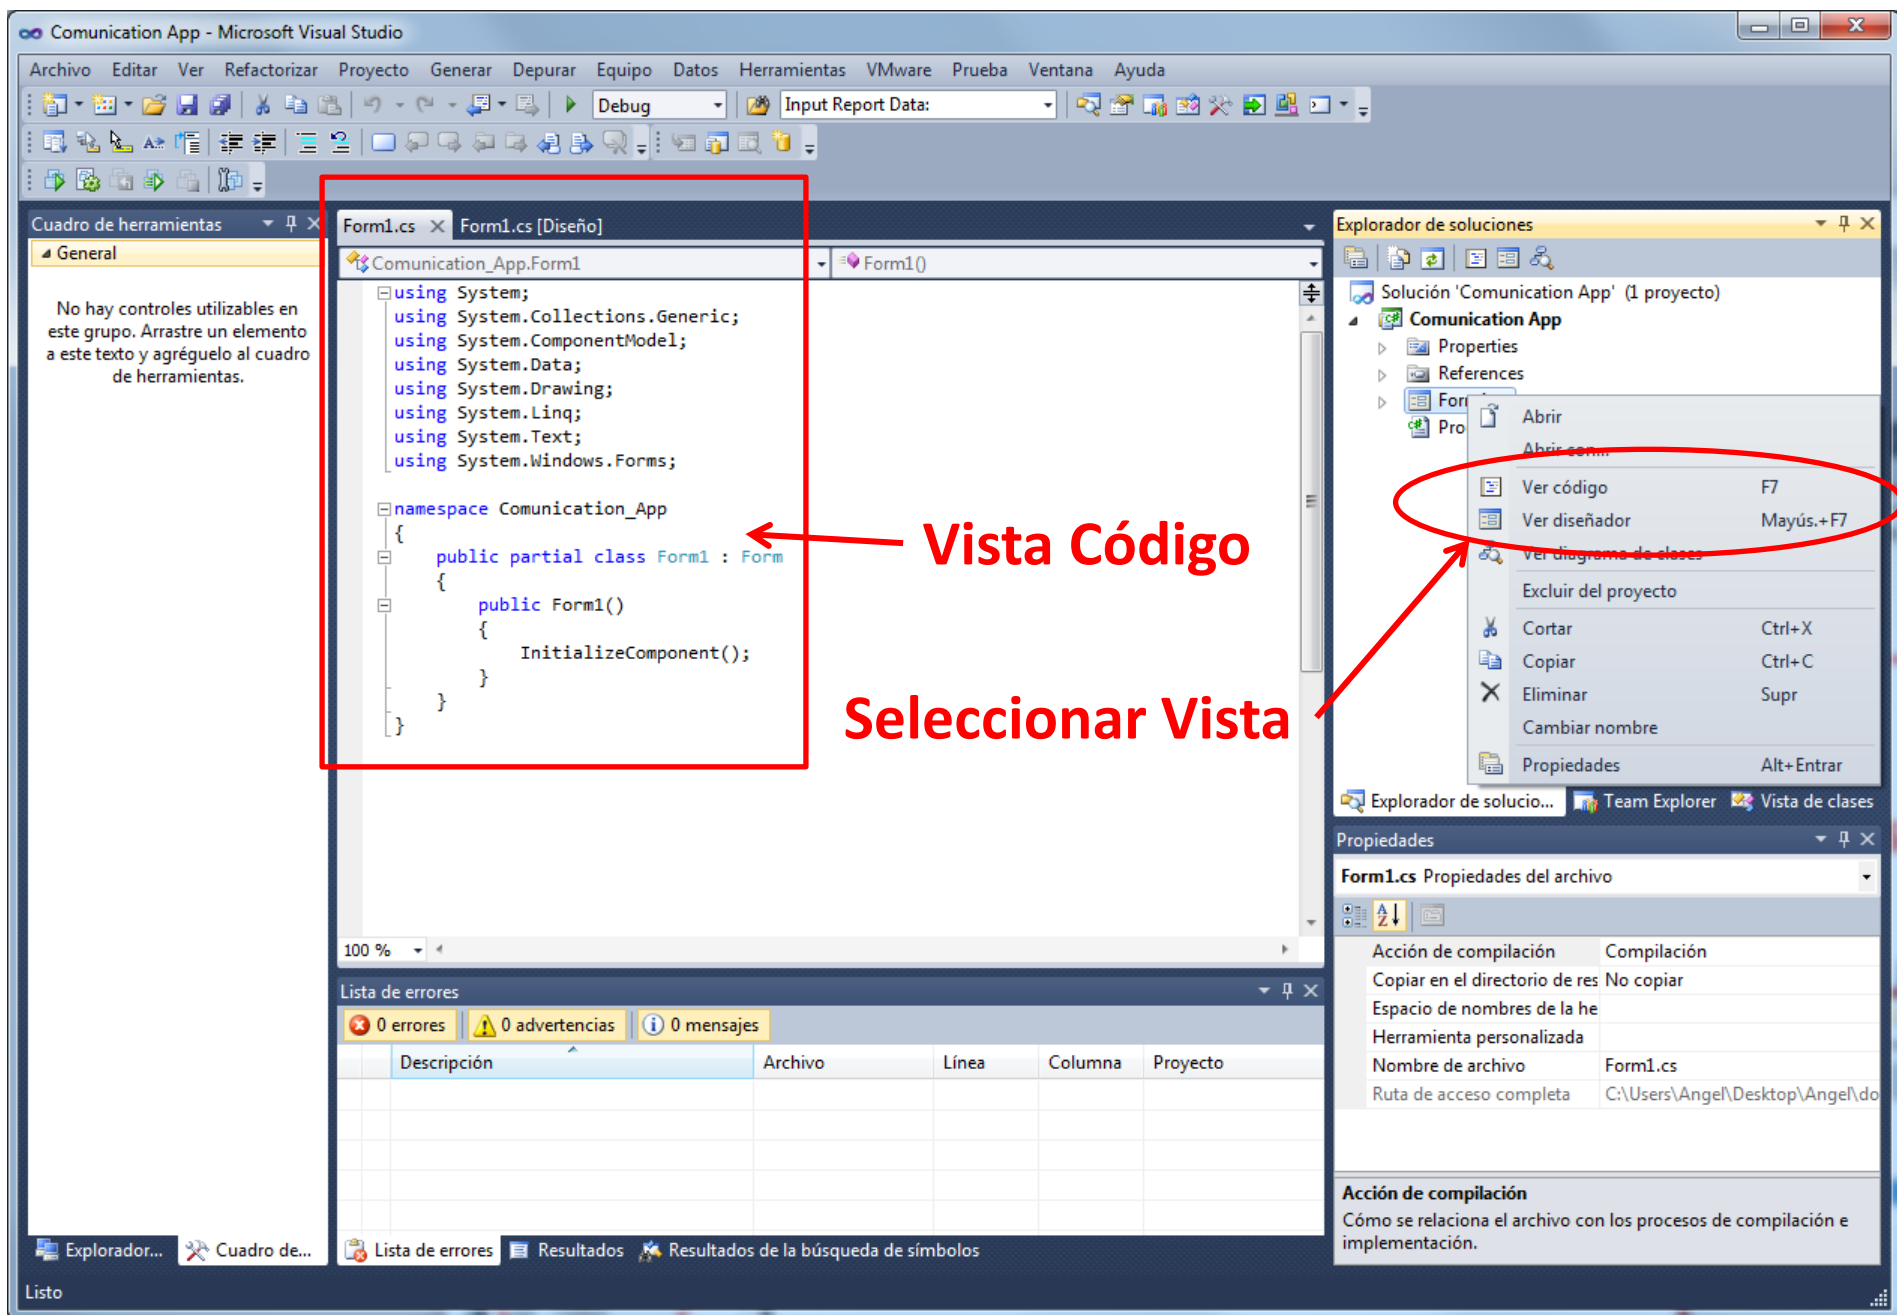 Comunication App - Microsoft Visual Studio
Archivo Editar Ver Refactorizar Proyecto Generar Depurar Equipo Datos Herramientas VMware Prueba Ventana Ayuda
Debug Input Report Data:
Cuadro de herramientas
General
No hay controles utilizables en
este grupo. Arrastre un elemento
a este texto y agréguelo al cuadro
de herramientas.
Form1.cs Form1.cs [Diseño]
Comunication_App.Form1 Form1()
using System;
using System.Collections.Generic;
using System.ComponentModel;
using System.Data;
using System.Drawing;
using System.Linq;
using System.Text;
using System.Windows.Forms;
namespace Comunication_App
{
public partial class Form1 : Form
{
public Form1()
{
InitializeComponent();
}
}
}
Vista Código
Seleccionar Vista
100 %
Explorador de soluciones
Solución 'Comunication App' (1 proyecto)
Comunication App
Properties
References
Abrir
Abrir con...
Ver código F7
Ver diseñador Mayús.+F7
Ver diagrama de clases
Excluir del proyecto
Cortar Ctrl+X
Copiar Ctrl+C
Eliminar Supr
Cambiar nombre
Propiedades Alt+Entrar
Explorador de solucio... Team Explorer Vista de clases
Propiedades
Form1.cs Propiedades del archivo
Acción de compilación Compilación
Copiar en el directorio de res No copiar
Espacio de nombres de la he
Herramienta personalizada
Nombre de archivo Form1.cs
Ruta de acceso completa C:\Users\Angel\Desktop\Angel\do
Acción de compilación
Cómo se relaciona el archivo con los procesos de compilación e
implementación.
Lista de errores
0 errores 0 advertencias 0 mensajes
Descripción Archivo Línea Columna Proyecto
Explorador... Cuadro de... Lista de errores Resultados Resultados de la búsqueda de símbolos
Listo